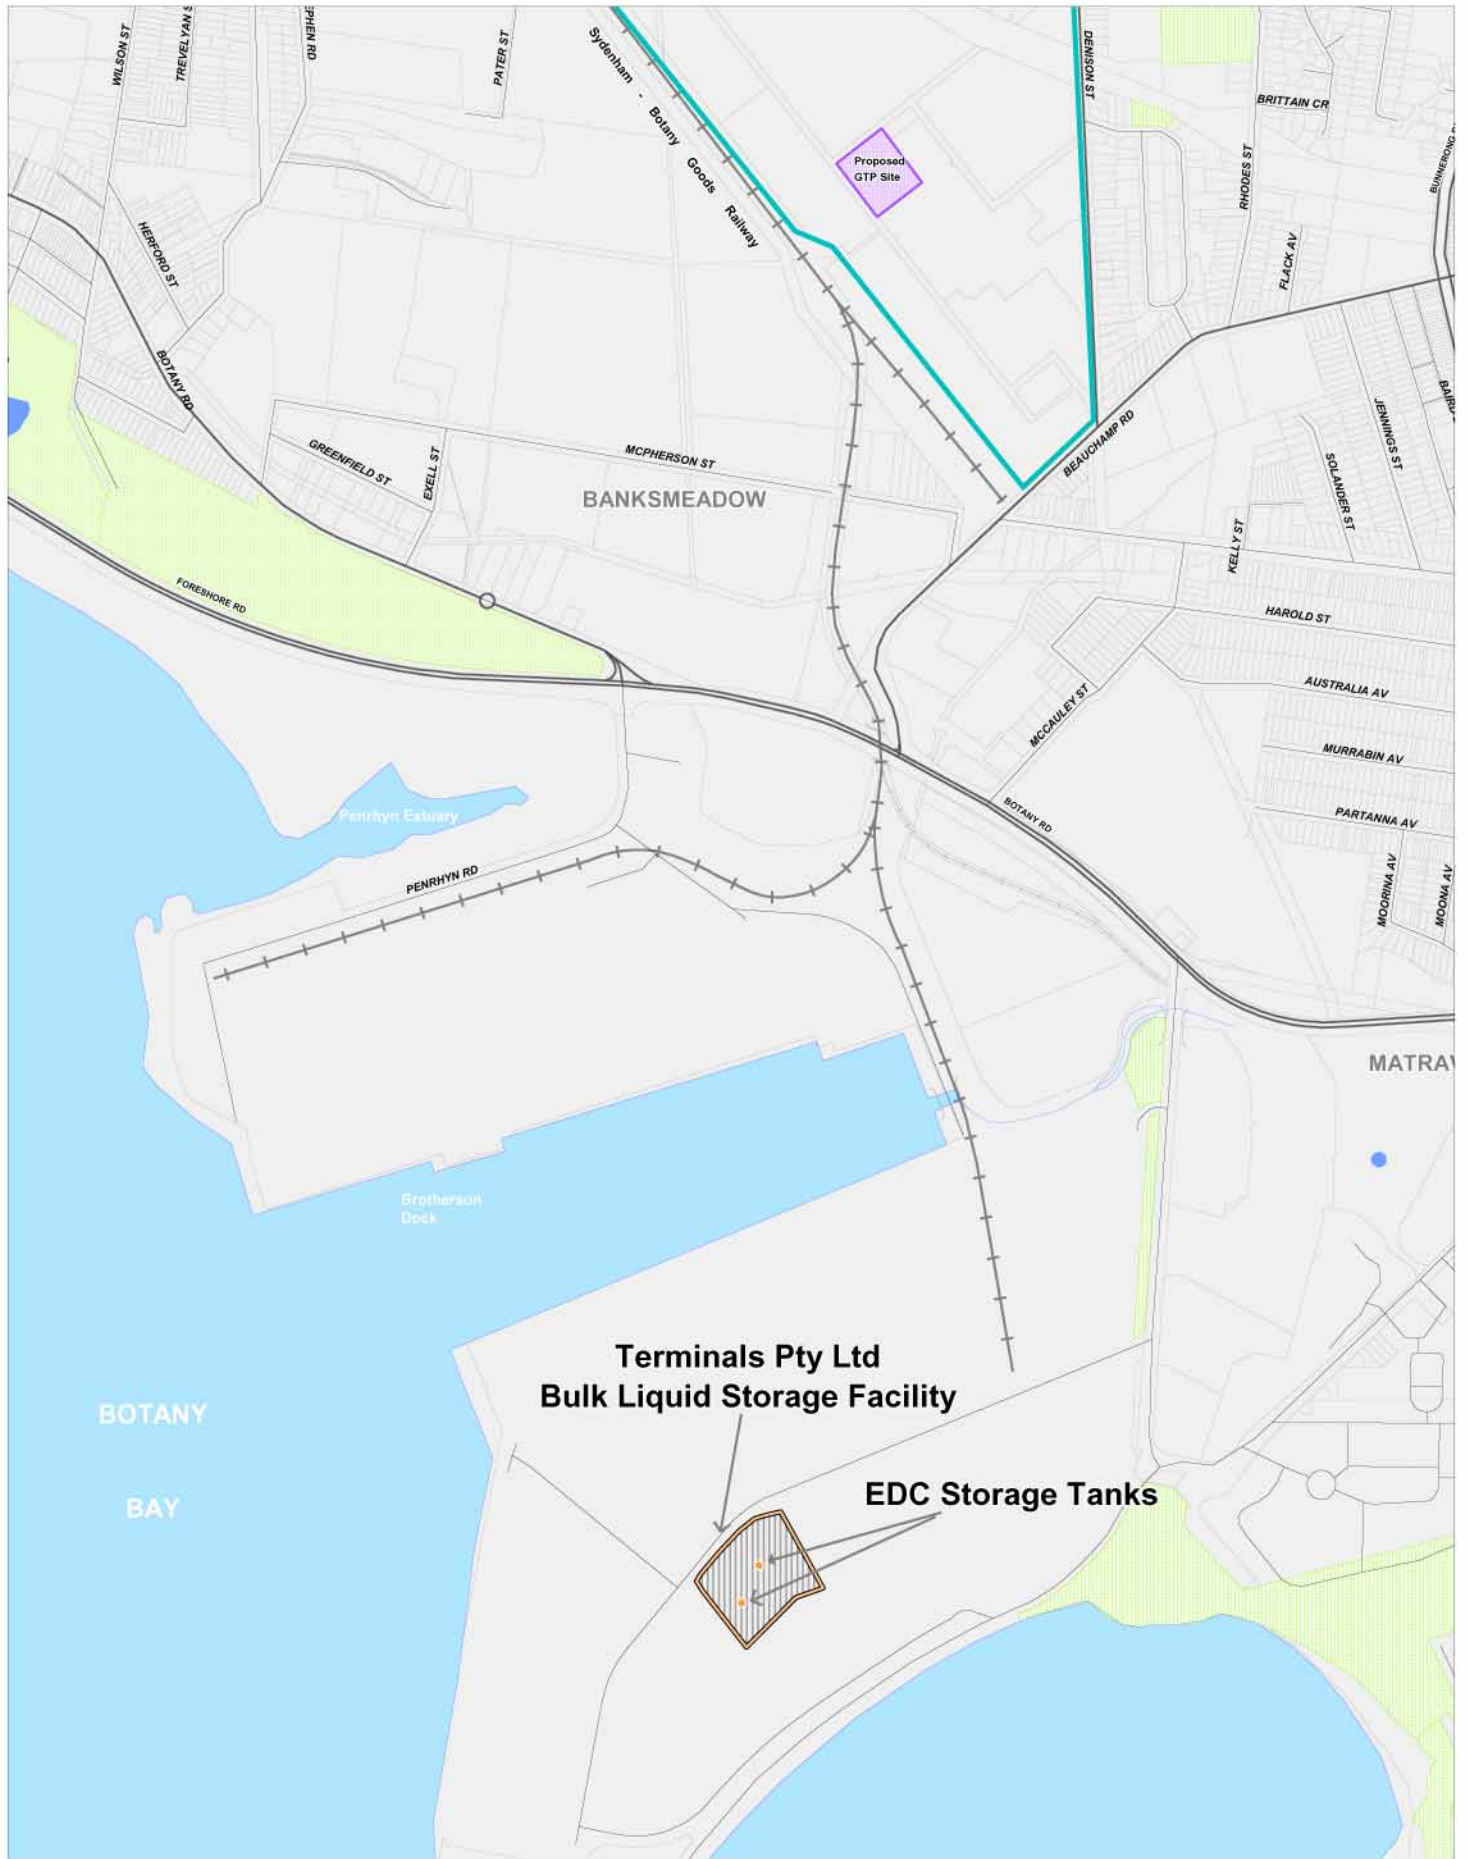 WILSON ST
TREVELYAN S
PHEN RD
PATER ST
Sydenham - Botany Goods Railway
DENISON ST
BRITTAIN CR
RHODES ST
BUNNERONG
Proposed
GTP Site
HERFORD ST
FLACK AV
BOTANY RD
BEAUCHAMP RD
JENNINGS ST
BAIRD
GREENFIELD ST
EXELL ST
MCPHERSON ST
SOLANDER ST
BANKSMEADOW
KELLY ST
FORESHORE RD
HAROLD ST
AUSTRALIA AV
MCCAULEY ST
MURRABIN AV
Penrhyn Estuary
BOTANY RD
PARTANNA AV
PENRHYN RD
MOORINA AV
MOONA AV
MATRAV
Brotherson
Dock
Terminals Pty Ltd
Bulk Liquid Storage Facility
BOTANY
BAY
EDC Storage Tanks